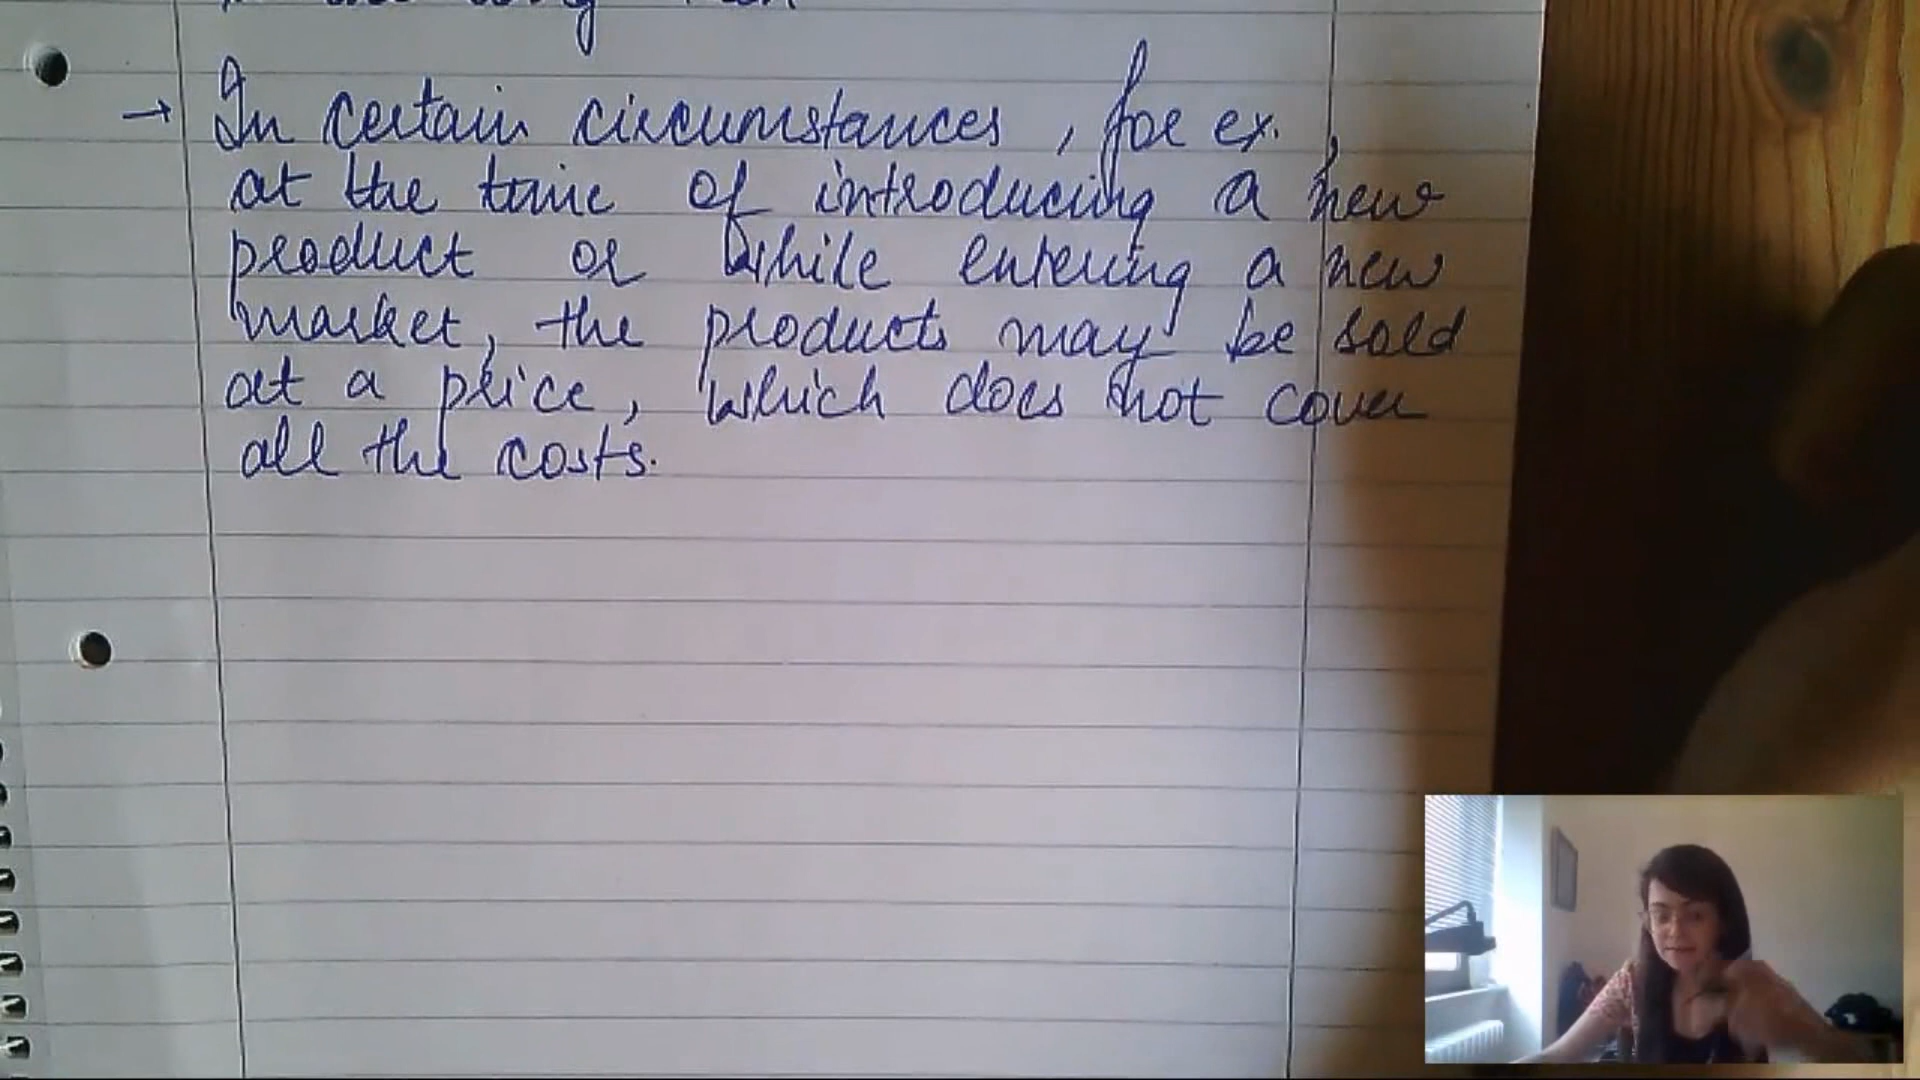 → In certain circumstances, for ex.,
at the time of introducing a new
product or while entering a new
market, the products may be sold
at a price, which does not cover
all the costs.